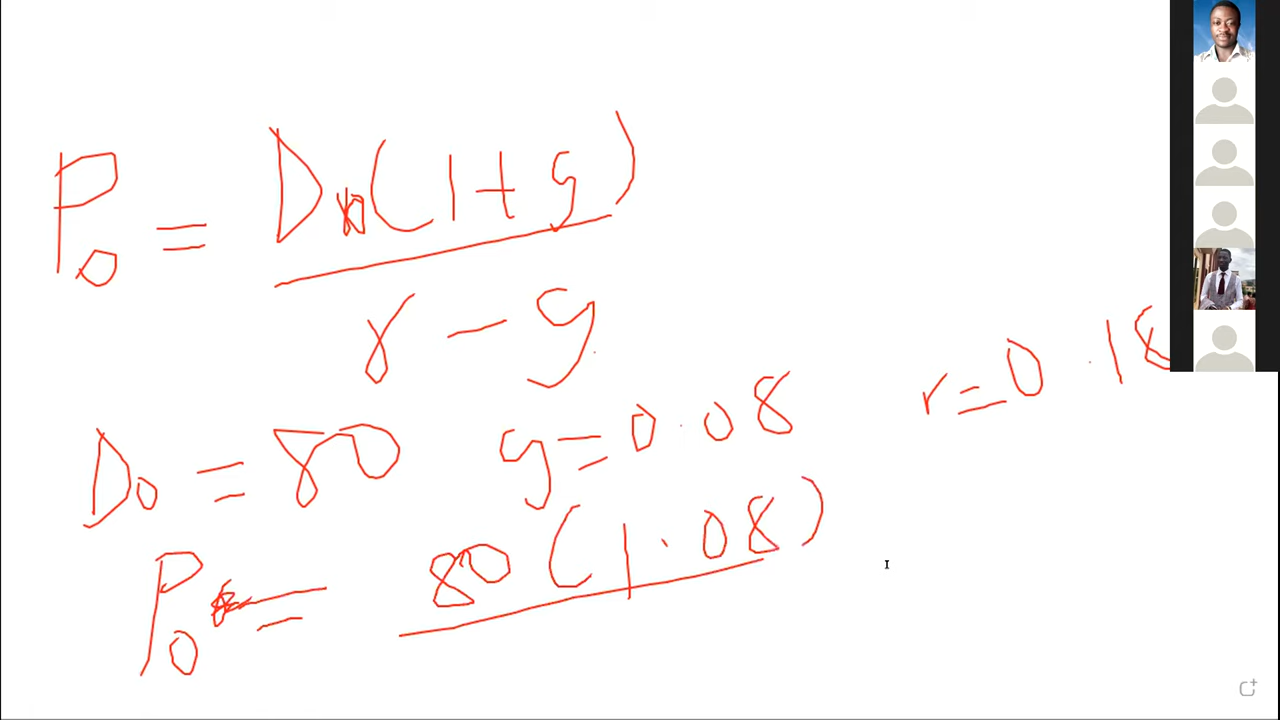 P₀ = D₀(1+g)
r - g
D₀ = 80 g = 0.08 r = 0.18
P₀ = 80(1.08)